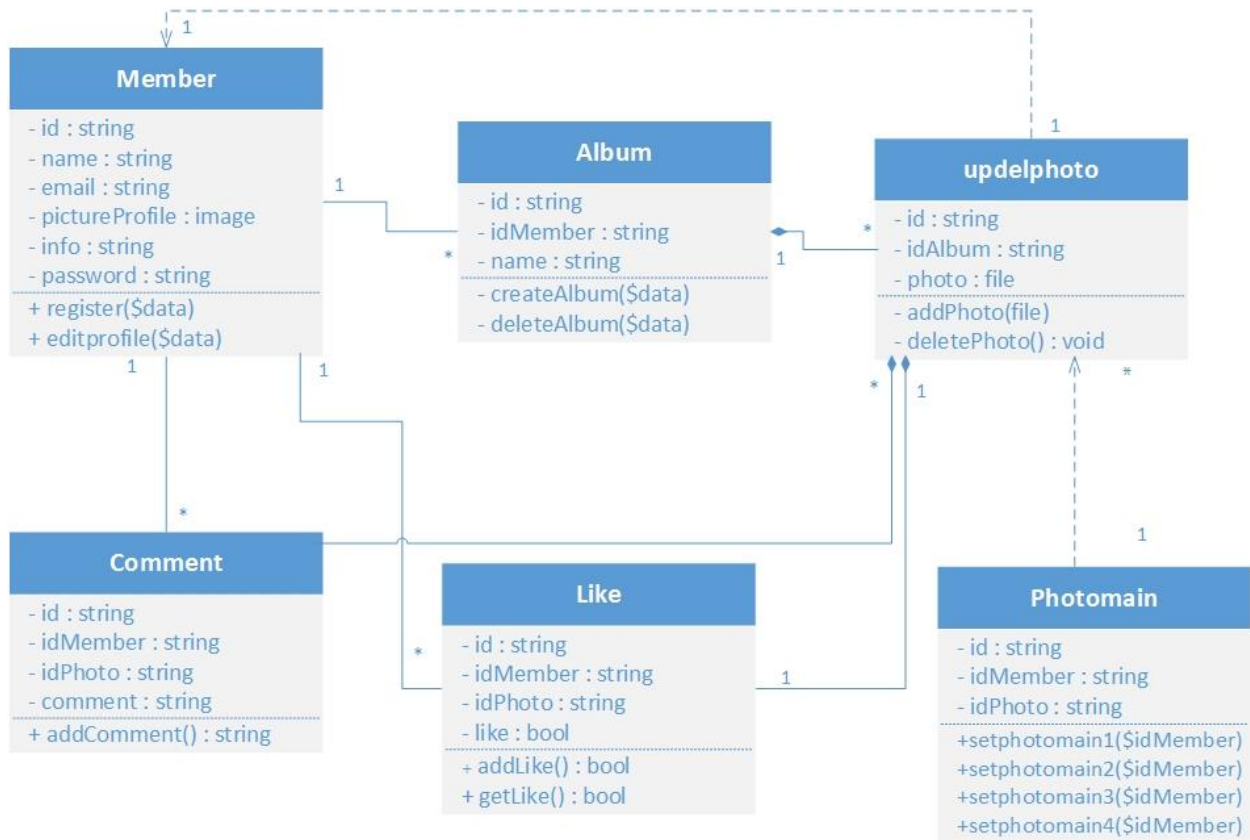 1
Member
- id : string
- name : string
- email : string
- pictureProfile : image
- info : string
- password : string
+ register($data)
+ editprofile($data)
1
*
Album
- id : string
- idMember : string
- name : string
- createAlbum($data)
- deleteAlbum($data)
1
*
1
updelphoto
- id : string
- idAlbum : string
- photo : file
- addPhoto(file)
- deletePhoto() : void
1
1
*
1
*
*
Comment
- id : string
- idMember : string
- idPhoto : string
- comment : string
+ addComment() : string
*
Like
- id : string
- idMember : string
- idPhoto : string
- like : bool
+ addLike() : bool
+ getLike() : bool
1
1
Photomain
- id : string
- idMember : string
- idPhoto : string
+setphotomain1($idMember)
+setphotomain2($idMember)
+setphotomain3($idMember)
+setphotomain4($idMember)